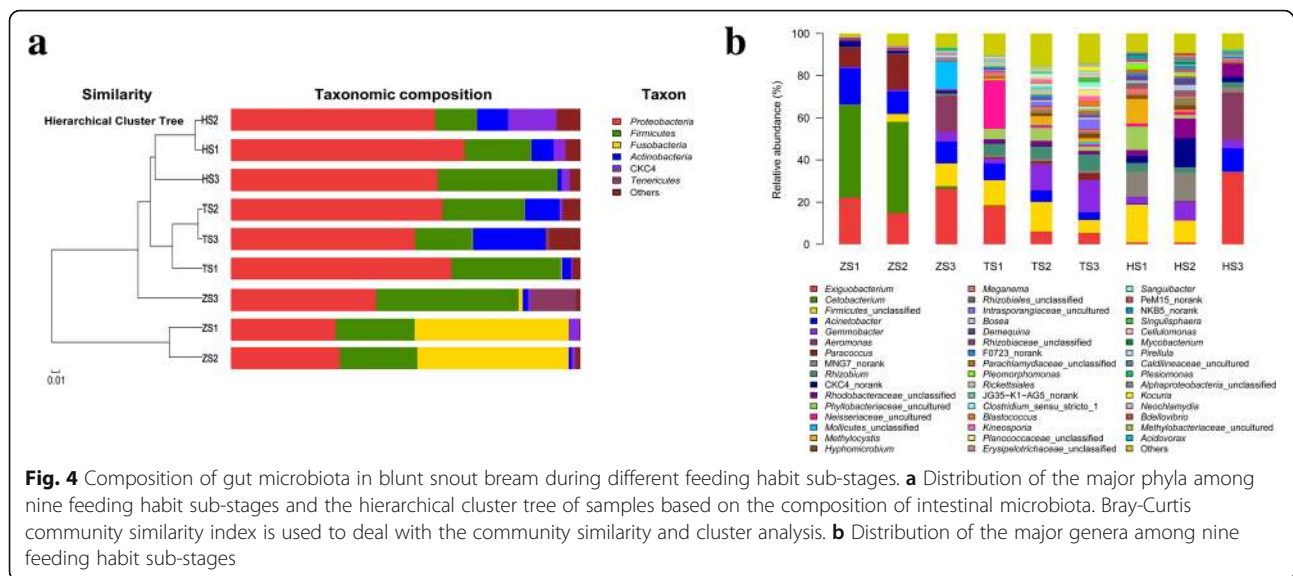 a
Similarity
Taxonomic composition
Taxon
Hierarchical Cluster Tree
HS2
HS1
HS3
TS2
TS3
TS1
ZS3
ZS1
ZS2
0.01
Proteobacteria
Firmicutes
Fusobacteria
Actinobacteria
CKC4
Tenericutes
Others
b
Relative abundance (%)
100
80
60
40
20
0
ZS1 ZS2 ZS3 TS1 TS2 TS3 HS1 HS2 HS3
Exiguobacterium
Cetobacterium
Firmicutes_unclassified
Acinetobacter
Gemmobacter
Aeromonas
Paracoccus
MNG7_norank
Rhizobium
CKC4_norank
Rhodobacteraceae_unclassified
Phyllobacteriaceae_uncultured
Neisseriaceae_uncultured
Mollicutes_unclassified
Methylocystis
Hyphomicrobium
Meganema
Rhizobiales_unclassified
Intrasporangiaceae_uncultured
Bosea
Demequina
Rhizobiaceae_unclassified
F0723_norank
Parachlamydiaceae_unclassified
Pleomorphomonas
Rickettsiales
JG35-K1-AG5_norank
Clostridium_sensu_stricto_1
Blastococcus
Kineosporia
Planococcaceae_unclassified
Erysipelotrichaceae_unclassified
Sanguibacter
PeM15_norank
NKB5_norank
Singulisphaera
Cellulomonas
Mycobacterium
Pirellula
Caldilineaceae_uncultured
Plesiomonas
Alphaproteobacteria_unclassified
Kocuria
Neochlamydia
Bdellovibrio
Methylobacteriaceae_uncultured
Acidovorax
Others
Fig. 4 Composition of gut microbiota in blunt snout bream during different feeding habit sub-stages. a Distribution of the major phyla among
nine feeding habit sub-stages and the hierarchical cluster tree of samples based on the composition of intestinal microbiota. Bray-Curtis
community similarity index is used to deal with the community similarity and cluster analysis. b Distribution of the major genera among nine
feeding habit sub-stages